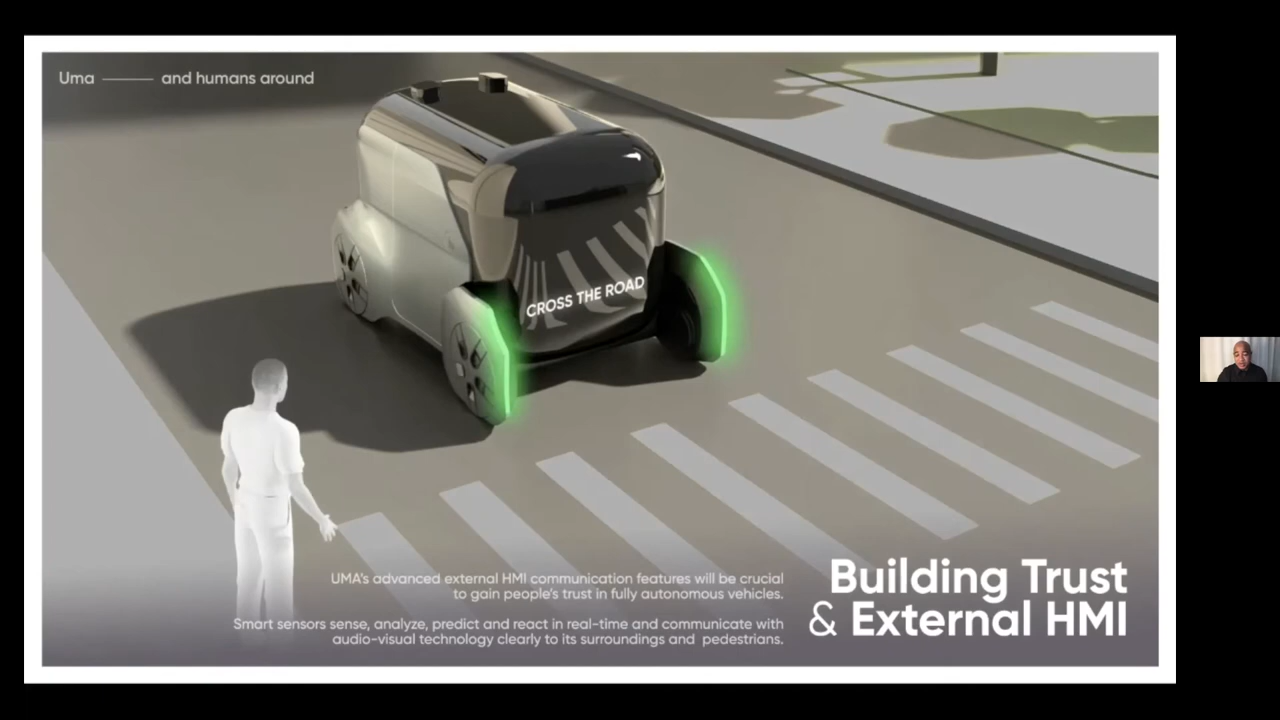 Uma ——— and humans around
CROSS THE ROAD
UMA's advanced external HMI communication features will be crucial
to gain people's trust in fully autonomous vehicles.
Smart sensors sense, analyze, predict and react in real-time and communicate with
audio-visual technology clearly to its surroundings and pedestrians.
Building Trust
& External HMI